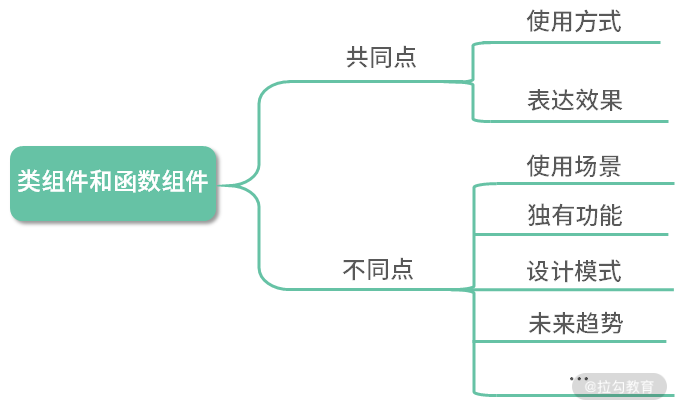 类组件和函数组件
共同点
使用方式
表达效果
不同点
使用场景
独有功能
设计模式
未来趋势
...
@拉勾教育